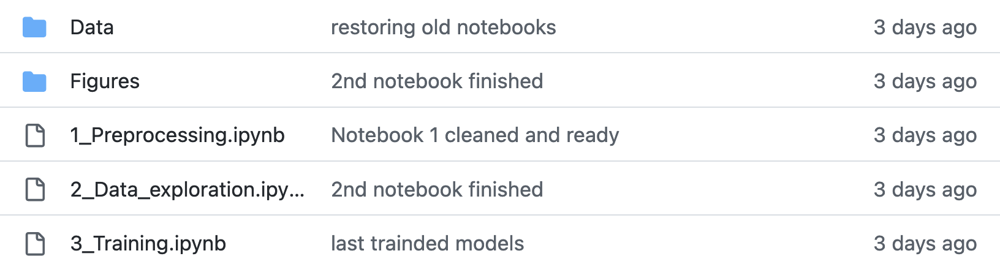 Data restoring old notebooks 3 days ago
Figures 2nd notebook finished 3 days ago
1_Preprocessing.ipynb Notebook 1 cleaned and ready 3 days ago
2_Data_exploration.ipy... 2nd notebook finished 3 days ago
3_Training.ipynb last trainded models 3 days ago